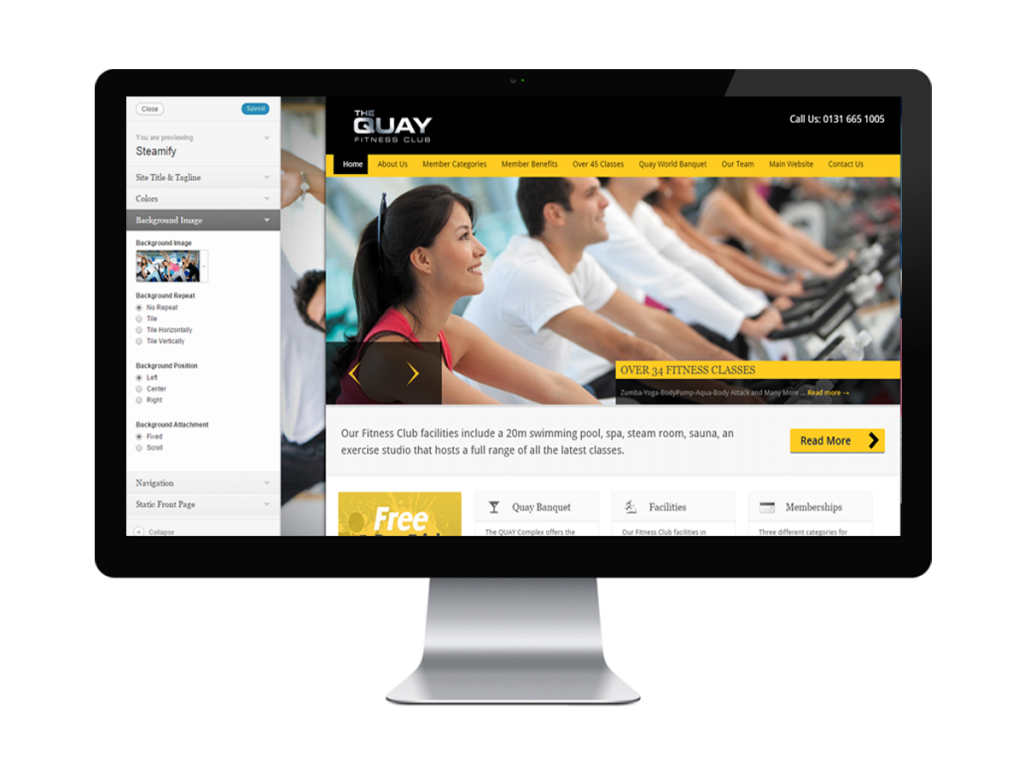 Close
Saved
You are previewing
Steamify
Site Title & Tagline
Colors
Background Image
Background Image
Background Repeat
No Repeat
Tile
Tile Horizontally
Tile Vertically
Background Position
Left
Center
Right
Background Attachment
Fixed
Scroll
Navigation
Static Front Page
Collapse
THE
QUAY
FITNESS CLUB
Call Us: 0131 665 1005
Home About Us Member Categories Member Benefits Over 45 Classes Quay World Banquet Our Team Main Website Contact Us
OVER 34 FITNESS CLASSES
Zumba-Yoga-BodyPump-Aqua-Body Attack and Many More ... Read more →
Our Fitness Club facilities include a 20m swimming pool, spa, steam room, sauna, an
exercise studio that hosts a full range of all the latest classes.
Read More
Free
Quay Banquet
The QUAY Complex offers the
Facilities
Our Fitness Club facilities in
Memberships
Three different categories for